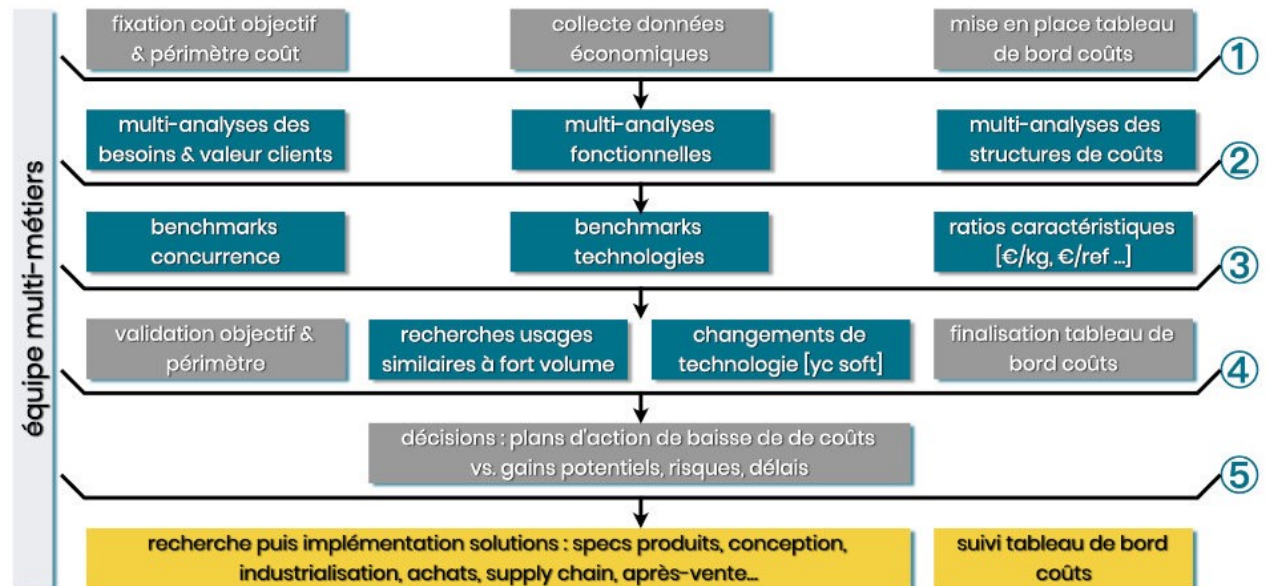 équipe multi-métiers
fixation coût objectif
& périmètre coût
collecte données
économiques
mise en place tableau
de bord coûts
①
multi-analyses des
besoins & valeur clients
multi-analyses
fonctionnelles
multi-analyses des
structures de coûts
②
benchmarks
concurrence
benchmarks
technologies
ratios caractéristiques
[€/kg, €/ref ...]
③
validation objectif &
périmètre
recherches usages
similaires à fort volume
changements de
technologie [yc soft]
finalisation tableau de
bord coûts
④
décisions : plans d'action de baisse de de coûts
vs. gains potentiels, risques, délais
⑤
recherche puis implémentation solutions : specs produits, conception,
industrialisation, achats, supply chain, après-vente...
suivi tableau de bord
coûts